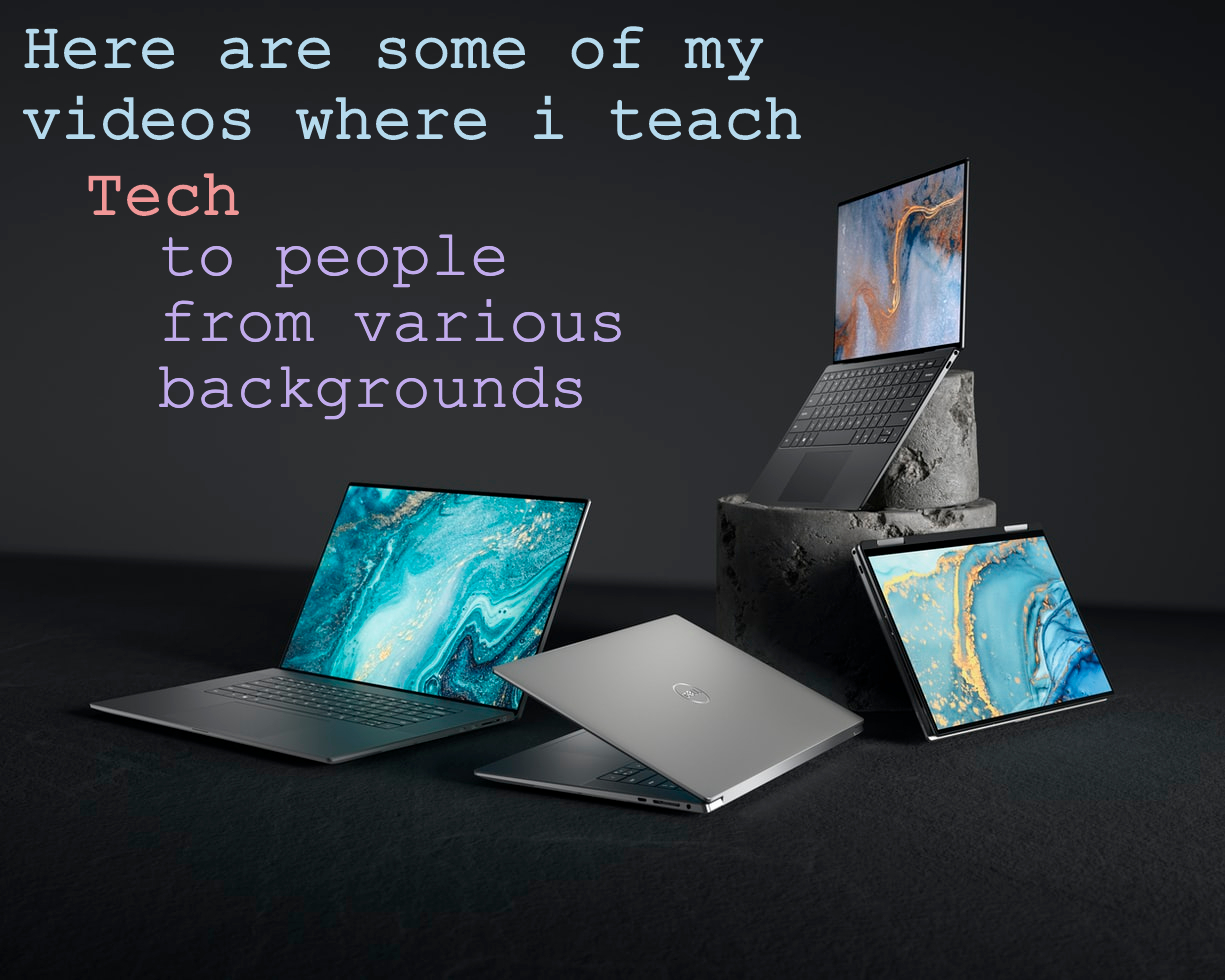 Here are some of my
videos where i teach
Tech
to people
from various
backgrounds